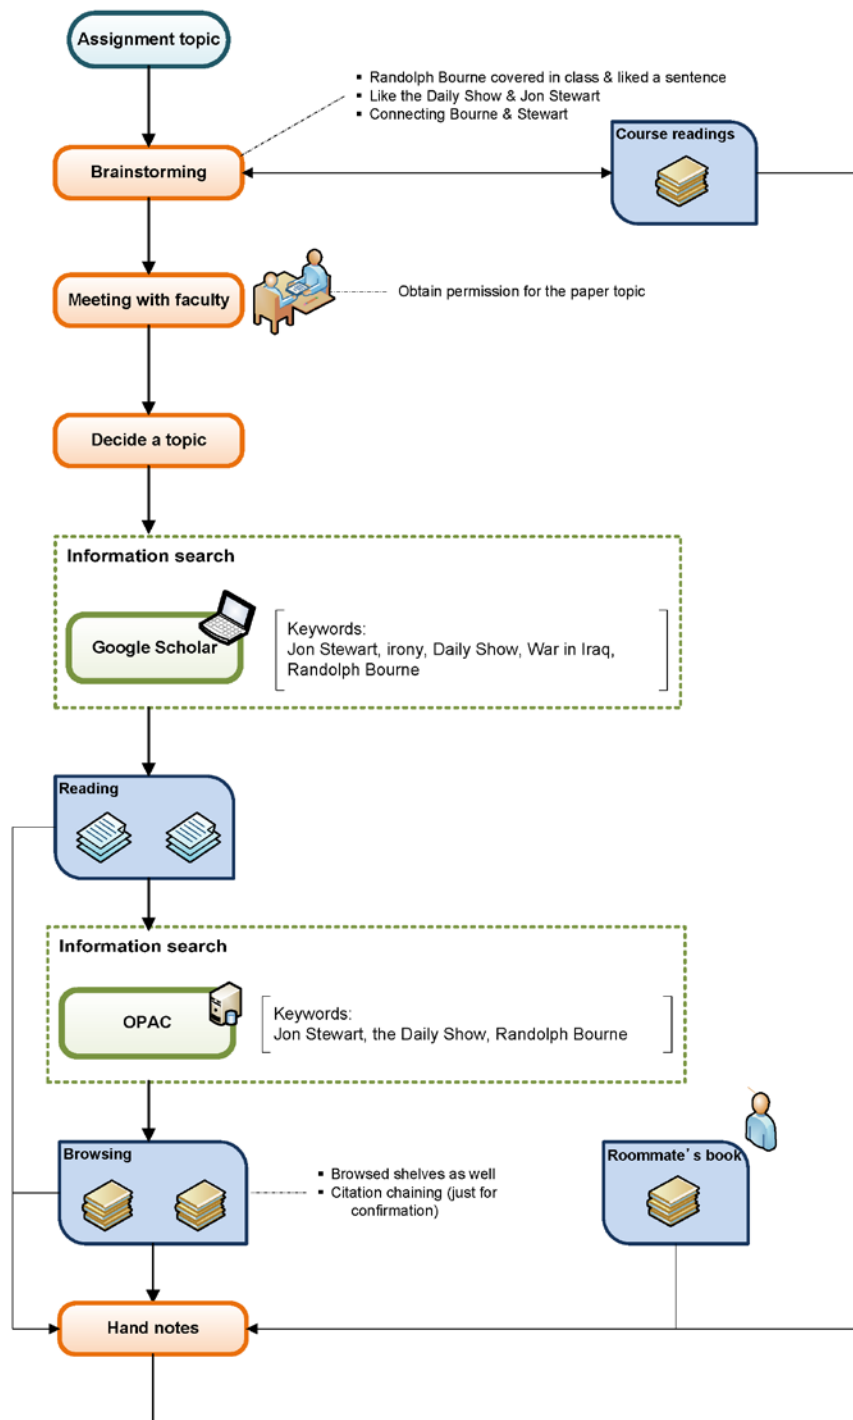 Assignment topic
▪ Randolph Bourne covered in class & liked a sentence
▪ Like the Daily Show & Jon Stewart
▪ Connecting Bourne & Stewart
Course readings
Brainstorming
Meeting with faculty
Obtain permission for the paper topic
Decide a topic
Information search
Google Scholar
Keywords:
Jon Stewart, irony, Daily Show, War in Iraq,
Randolph Bourne
Reading
Information search
OPAC
Keywords:
Jon Stewart, the Daily Show, Randolph Bourne
Browsing
▪ Browsed shelves as well
▪ Citation chaining (just for
confirmation)
Roommate's book
Hand notes